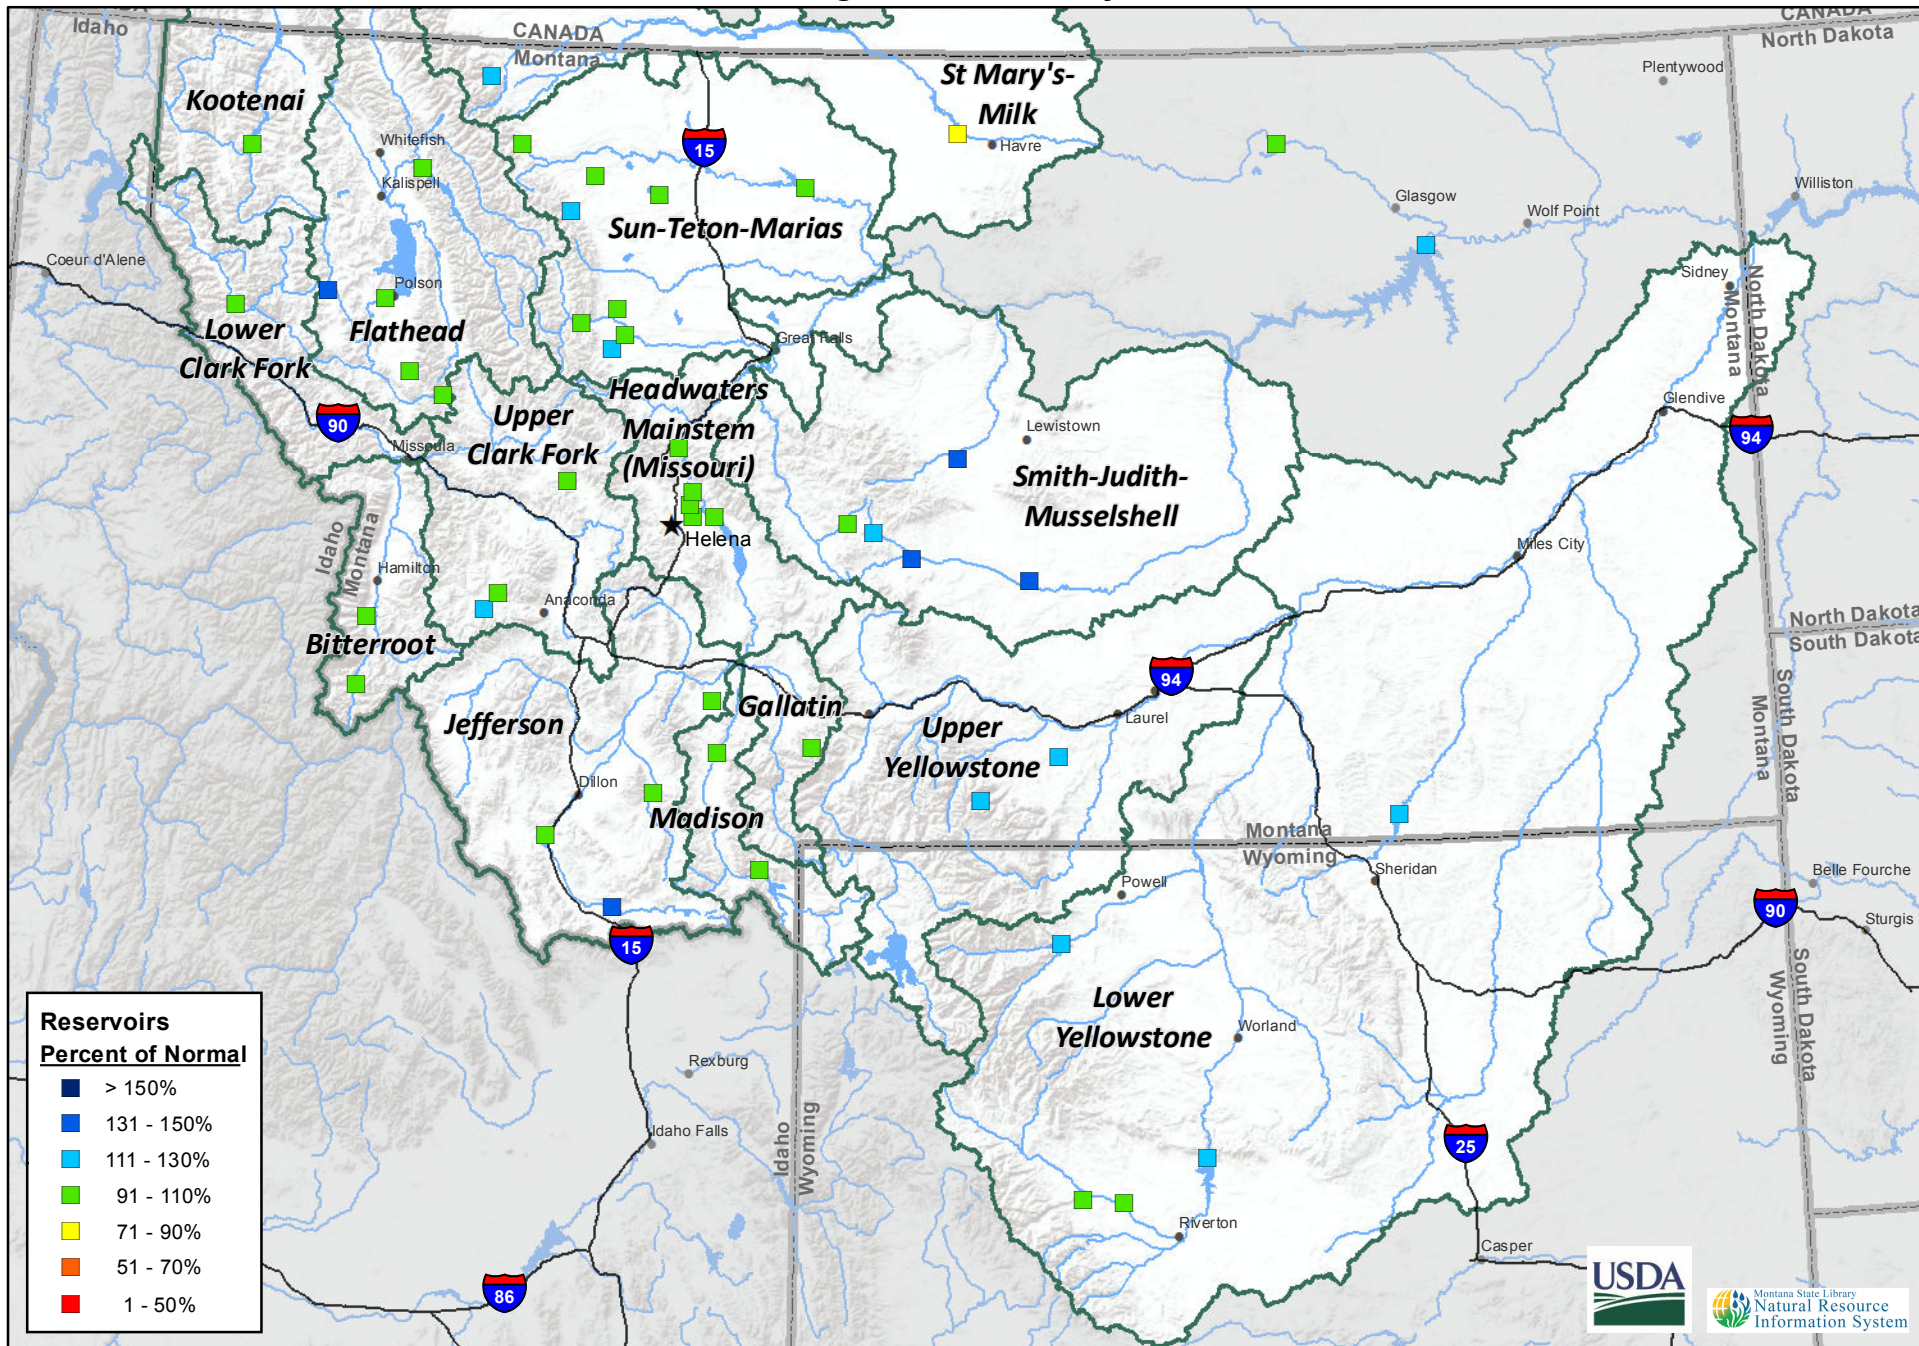 CANADA
Idaho
CANADA
Montana
CANADA
North Dakota
St Mary's-
Milk
Plentywood
Kootenai
Whitefish
15
Havre
Kalispell
Glasgow
Williston
Wolf Point
Sun-Teton-Marias
Coeur d'Alene
Polson
Sidney
Montana
North Dakota
Lower
Clark Fork
Flathead
Great Falls
Headwaters
Mainstem
(Missouri)
Upper
Clark Fork
90
Missoula
Lewistown
Glendive
94
Smith-Judith-
Musselshell
Helena
Idaho
Montana
Hamilton
Anaconda
Miles City
Bitterroot
North Dakota
South Dakota
94
Jefferson
Gallatin
Laurel
Upper
Yellowstone
South Dakota
Montana
Dillon
Madison
Montana
Wyoming
Powell
Sheridan
Belle Fourche
90
Sturgis
15
Lower
Yellowstone
Worland
South Dakota
Wyoming
Reservoirs
Percent of Normal
> 150%
131 - 150%
111 - 130%
91 - 110%
71 - 90%
51 - 70%
1 - 50%
Rexburg
Idaho Falls
Idaho
Wyoming
25
Riverton
Casper
86
USDA
Montana State Library
Natural Resource
Information System